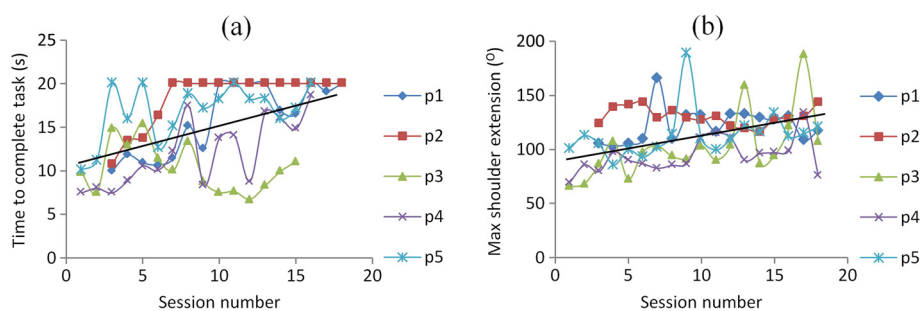 (a)
Time to complete task (s)
25
20
15
10
5
0
0 5 10 15 20
Session number
p1
p2
p3
p4
p5
(b)
Max shoulder extension (°)
200
150
100
50
0
0 5 10 15 20
Session number
p1
p2
p3
p4
p5